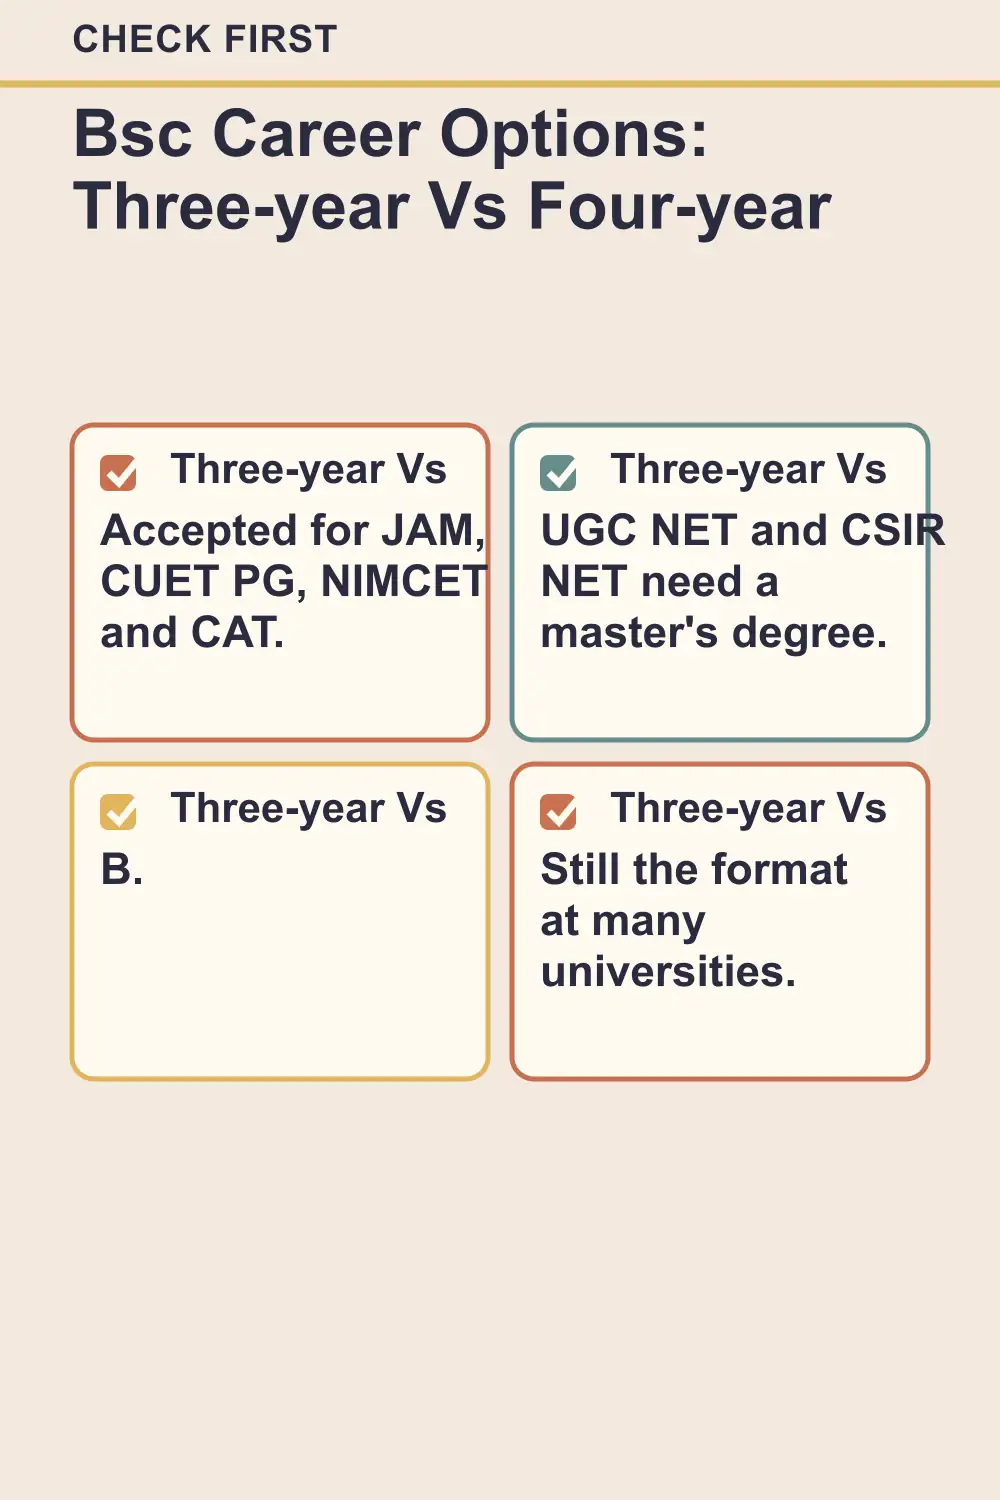 CHECK FIRST
Bsc Career Options:
Three-year Vs Four-year
Three-year Vs
Accepted for JAM,
CUET PG, NIMCET
and CAT.
Three-year Vs
UGC NET and CSIR
NET need a
master's degree.
Three-year Vs
B.
Three-year Vs
Still the format
at many
universities.